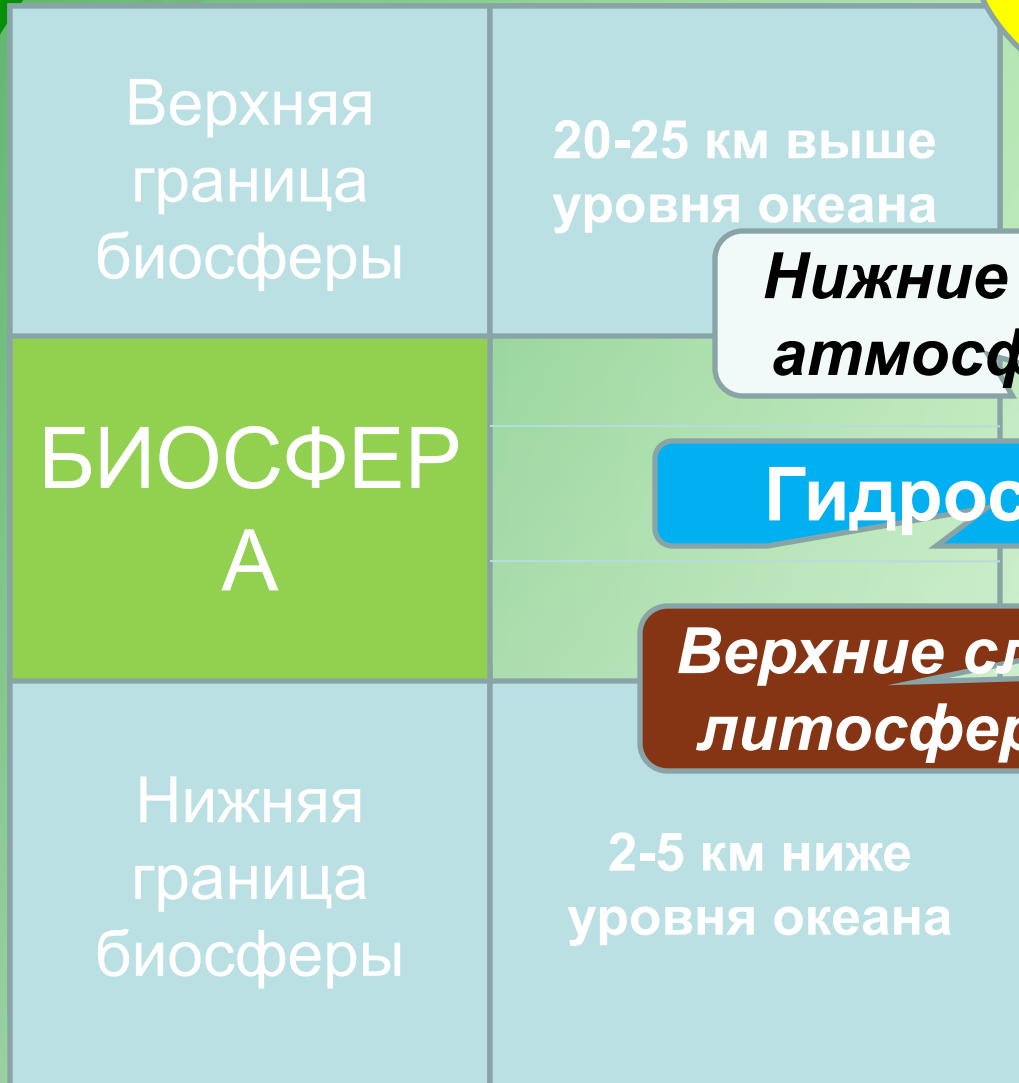 Верхняя
граница
биосферы
20-25 км выше
уровня океана
Нижние
БИОСФЕР
А
Верхние
Нижняя
граница
биосферы
2-5 км ниже
уровня океана